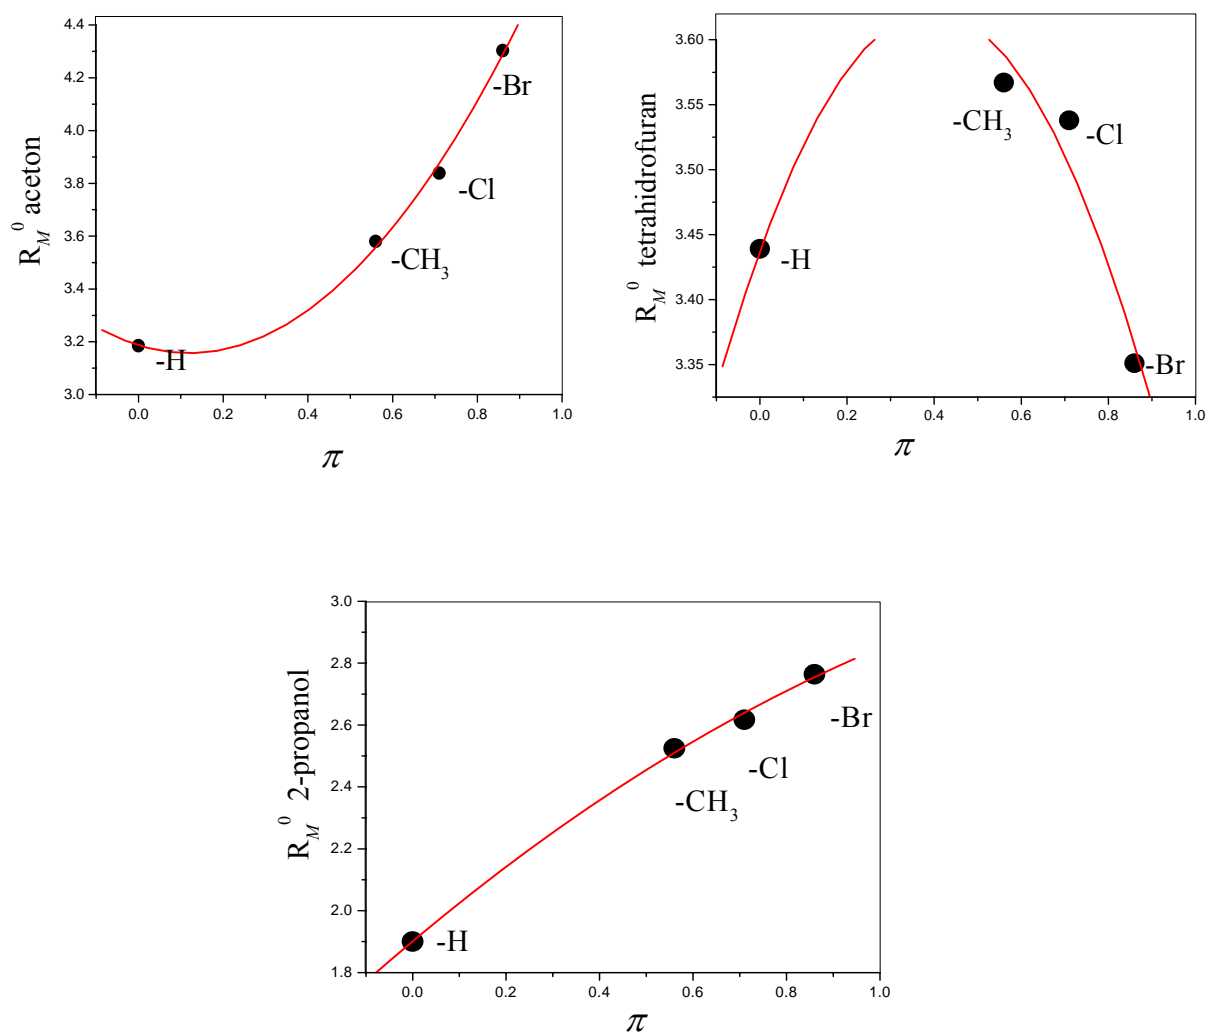 R_M^0 aceton
4.4
4.2
4.0
3.8
3.6
3.4
3.2
3.0
-Br
-Cl
-CH₃
-H
0.0 0.2 0.4 0.6 0.8 1.0
π
R_M^0 tetrahidrofuran
3.60
3.55
3.50
3.45
3.40
3.35
-CH₃
-Cl
-H
-Br
0.0 0.2 0.4 0.6 0.8 1.0
π
R_M^0 2-propanol
3.0
2.8
2.6
2.4
2.2
2.0
1.8
-Br
-Cl
-CH₃
-H
0.0 0.2 0.4 0.6 0.8 1.0
π